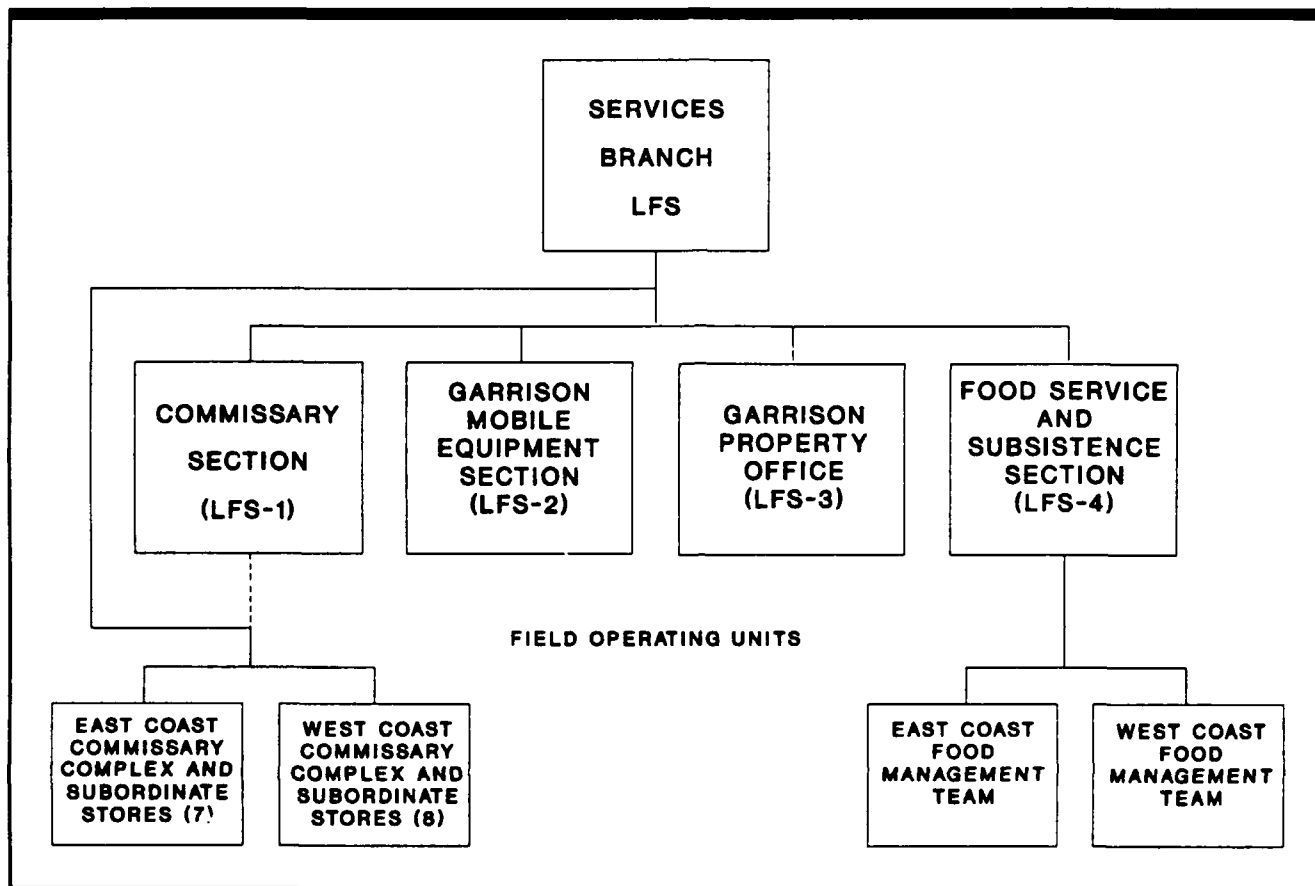 SERVICES
BRANCH
LFS
COMMISSARY
SECTION
(LFS-1)
GARRISON
MOBILE
EQUIPMENT
SECTION
(LFS-2)
GARRISON
PROPERTY
OFFICE
(LFS-3)
FOOD SERVICE
AND
SUBSISTENCE
SECTION
(LFS-4)
FIELD OPERATING UNITS
EAST COAST
COMMISSARY
COMPLEX AND
SUBORDINATE
STORES (7)
WEST COAST
COMMISSARY
COMPLEX AND
SUBORDINATE
STORES (8)
EAST COAST
FOOD
MANAGEMENT
TEAM
WEST COAST
FOOD
MANAGEMENT
TEAM